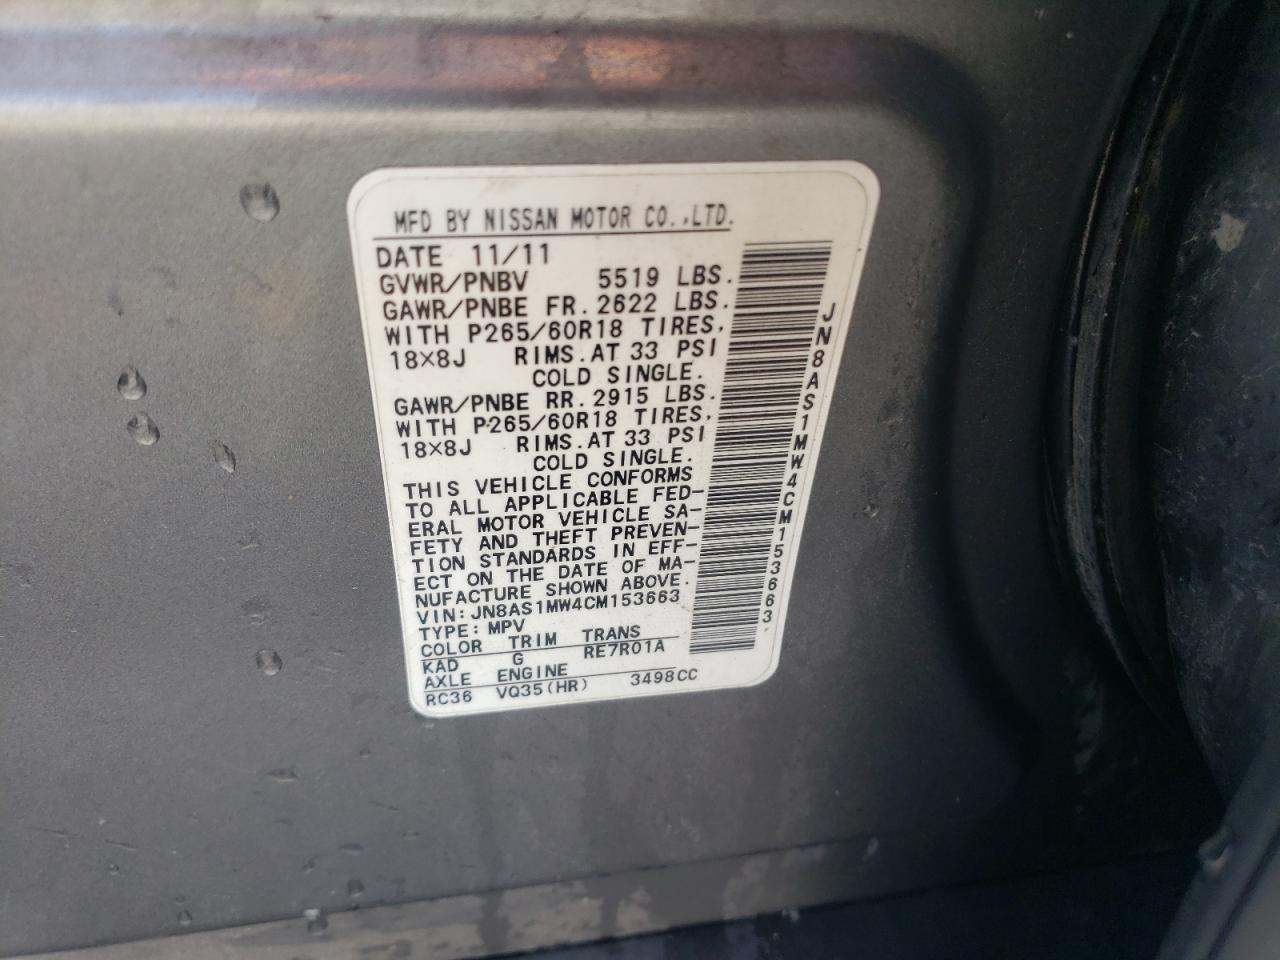 MFD BY NISSAN MOTOR CO.,LTD.
DATE 11/11
GVWR/PNBV 5519 LBS.
GAWR/PNBE FR.2622 LBS.
WITH P265/60R18 TIRES,
18×8J RIMS.AT 33 PSI
COLD SINGLE.
GAWR/PNBE RR.2915 LBS.
WITH P265/60R18 TIRES,
18×8J RIMS.AT 33 PSI
COLD SINGLE.
THIS VEHICLE CONFORMS
TO ALL APPLICABLE FED-
ERAL MOTOR VEHICLE SA-
FETY AND THEFT PREVEN-
TION STANDARDS IN EFF-
ECT ON THE DATE OF MA-
NUFACTURE SHOWN ABOVE.
VIN:JN8AS1MW4CM153663
TYPE:MPV
COLOR TRIM TRANS
KAD G RE7R01A
AXLE ENGINE
RC36 VQ35(HR) 3498CC
JN8AS1MW4CM153663